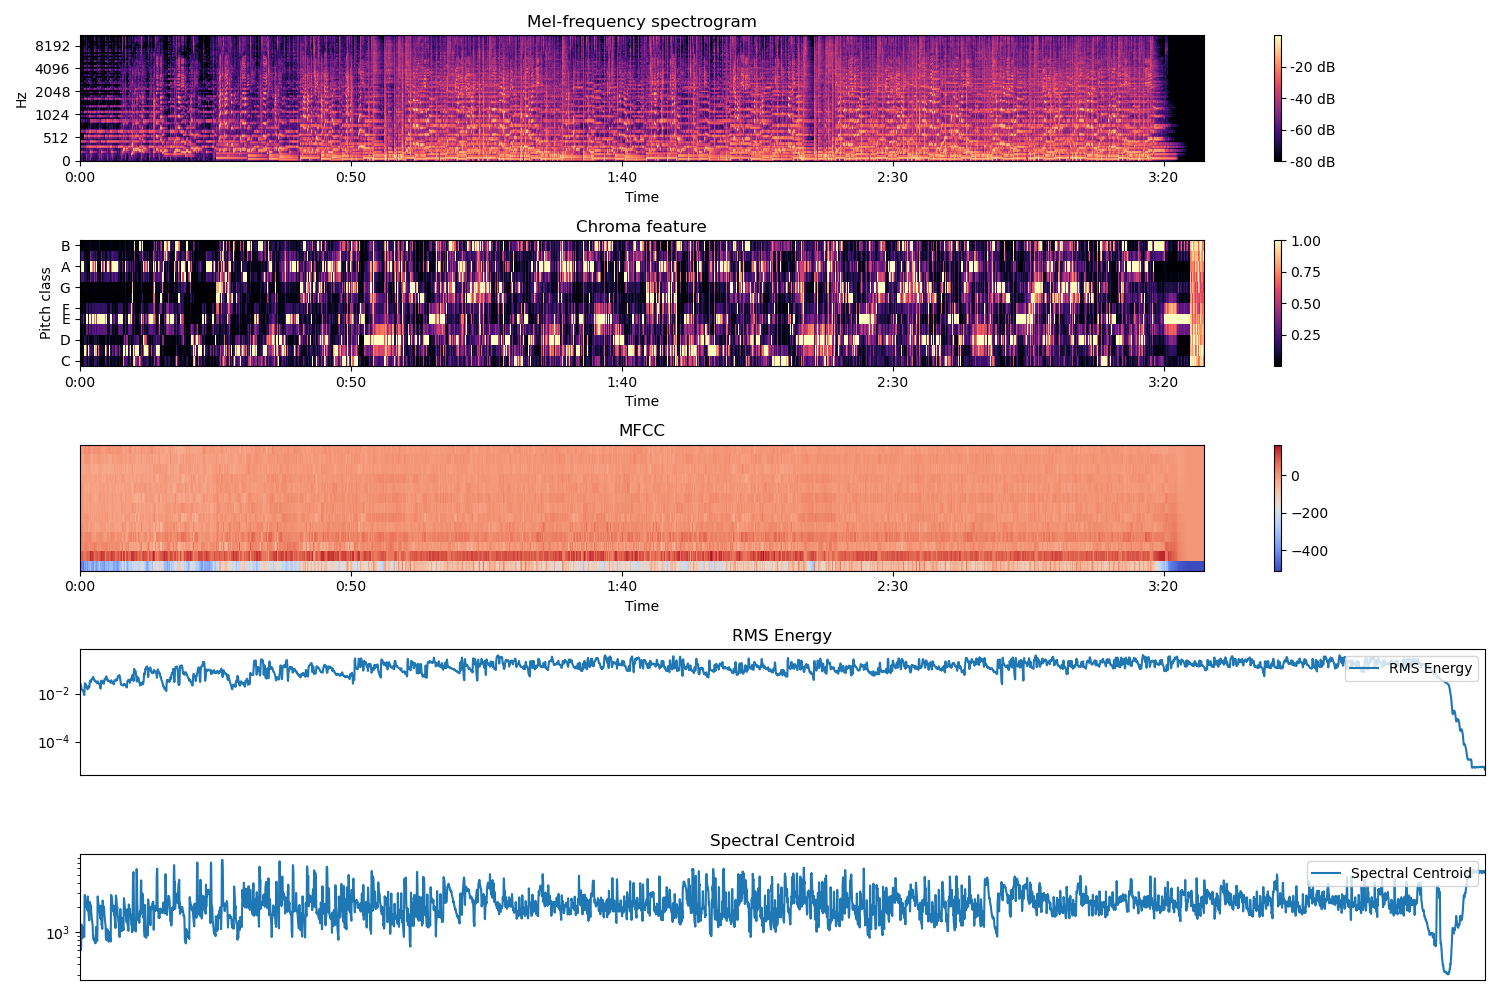 Mel-frequency spectrogram
8192
4096
2048
1024
512
0
Hz
0:00 0:50 1:40 2:30 3:20
Time
-20 dB
-40 dB
-60 dB
-80 dB
Chroma feature
B
A
G
F
E
D
C
Pitch class
0:00 0:50 1:40 2:30 3:20
Time
1.00
0.75
0.50
0.25
MFCC
0:00 0:50 1:40 2:30 3:20
Time
0
−200
−400
RMS Energy
10⁻²
10⁻⁴
RMS Energy
Spectral Centroid
10³
Spectral Centroid